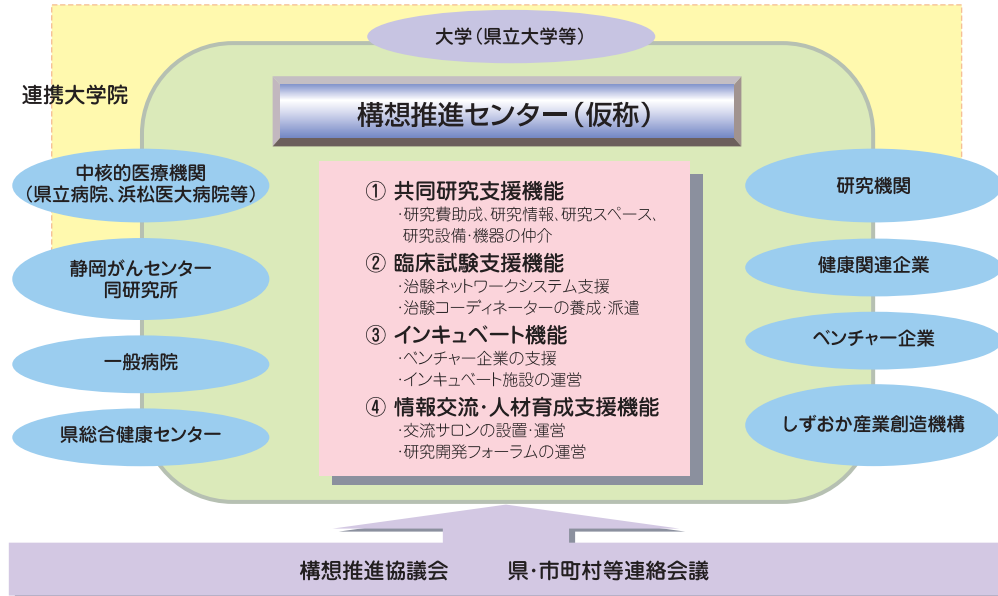 大学（県立大学等）
連携大学院
構想推進センター（仮称）
中核的医療機関
（県立病院、浜松医大病院等）
静岡がんセンター
同研究所
一般病院
県総合健康センター
① 共同研究支援機能
・研究費助成、研究情報、研究スペース、
研究設備・機器の仲介
② 臨床試験支援機能
・治験ネットワークシステム支援
・治験コーディネーターの養成・派遣
③ インキュベート機能
・ベンチャー企業の支援
・インキュベート施設の運営
④ 情報交流・人材育成支援機能
・交流サロンの設置・運営
・研究開発フォーラムの運営
研究機関
健康関連企業
ベンチャー企業
しずおか産業創造機構
構想推進協議会　県・市町村等連絡会議